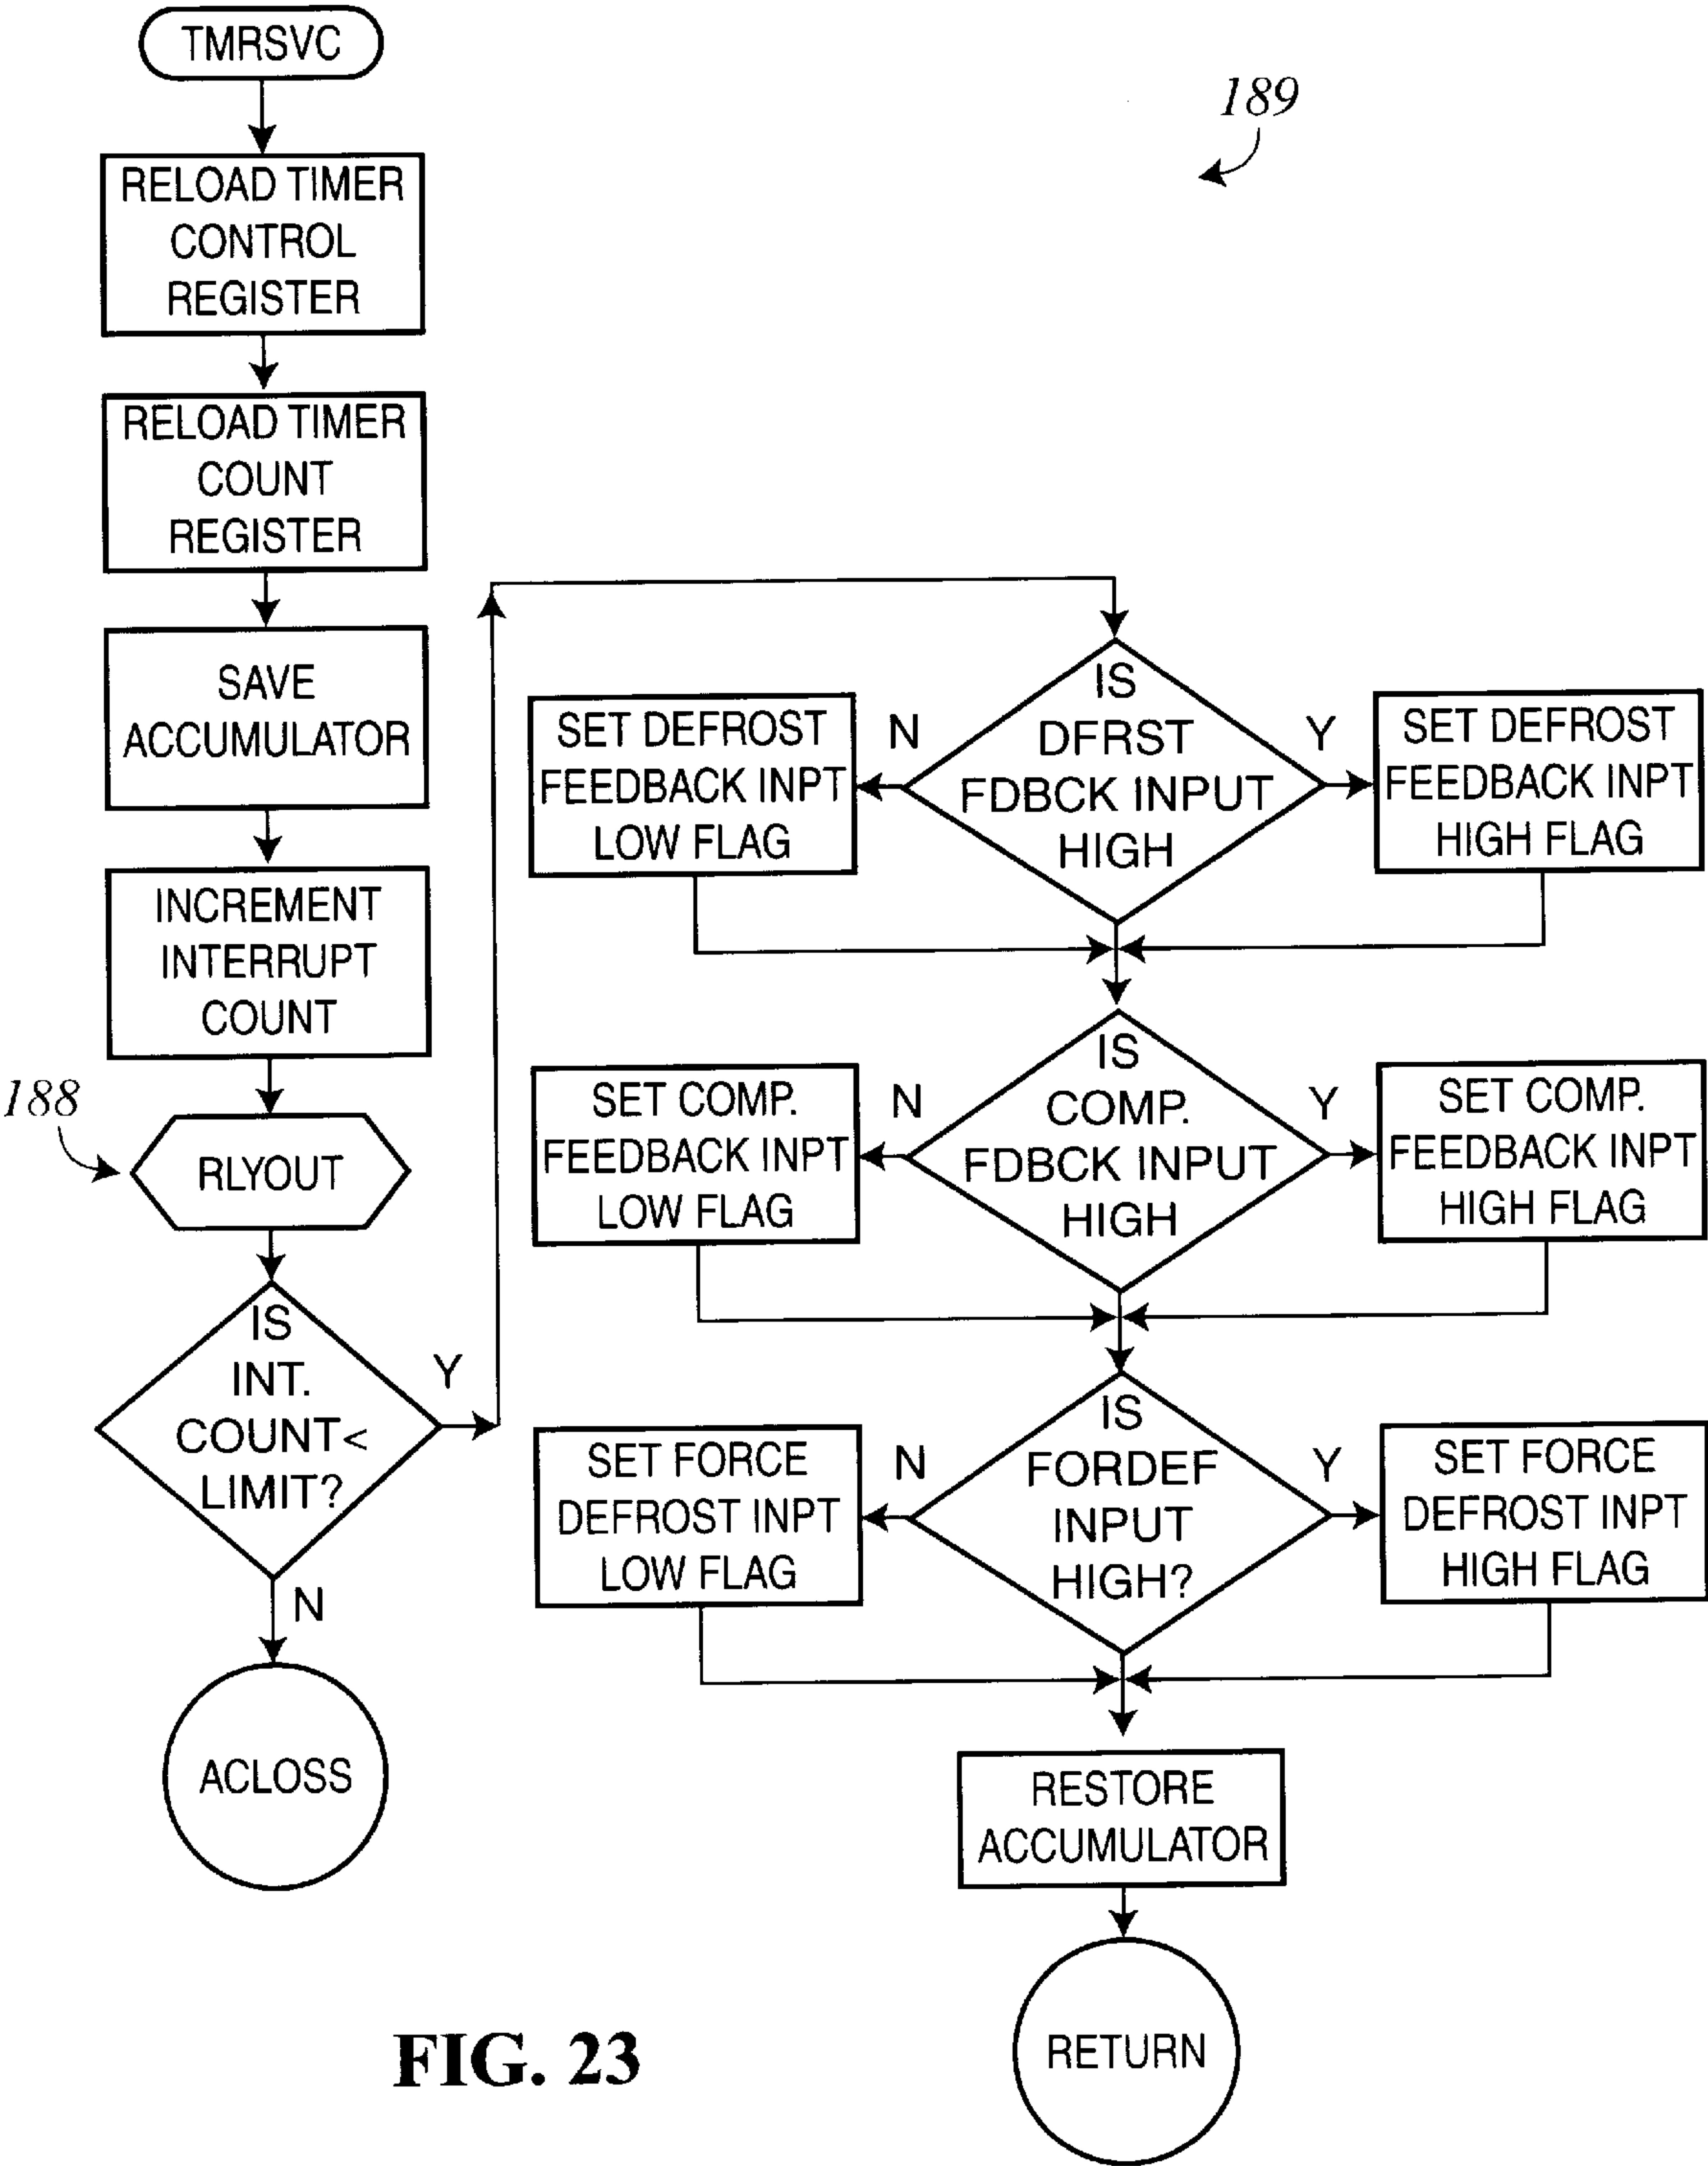 TMRSVC
189
RELOAD TIMER
CONTROL
REGISTER
RELOAD TIMER
COUNT
REGISTER
SAVE
ACCUMULATOR
INCREMENT
INTERRUPT
COUNT
188
RLYOUT
IS
INT.
COUNT<
LIMIT?
Y
N
ACLOSS
IS
DFRST
FDBCK INPUT
HIGH
N
SET DEFROST
FEEDBACK INPT
LOW FLAG
Y
SET DEFROST
FEEDBACK INPT
HIGH FLAG
IS
COMP.
FDBCK INPUT
HIGH
N
SET COMP.
FEEDBACK INPT
LOW FLAG
Y
SET COMP.
FEEDBACK INPT
HIGH FLAG
IS
FORDEF
INPUT
HIGH?
N
SET FORCE
DEFROST INPT
LOW FLAG
Y
SET FORCE
DEFROST INPT
HIGH FLAG
RESTORE
ACCUMULATOR
RETURN
FIG. 23